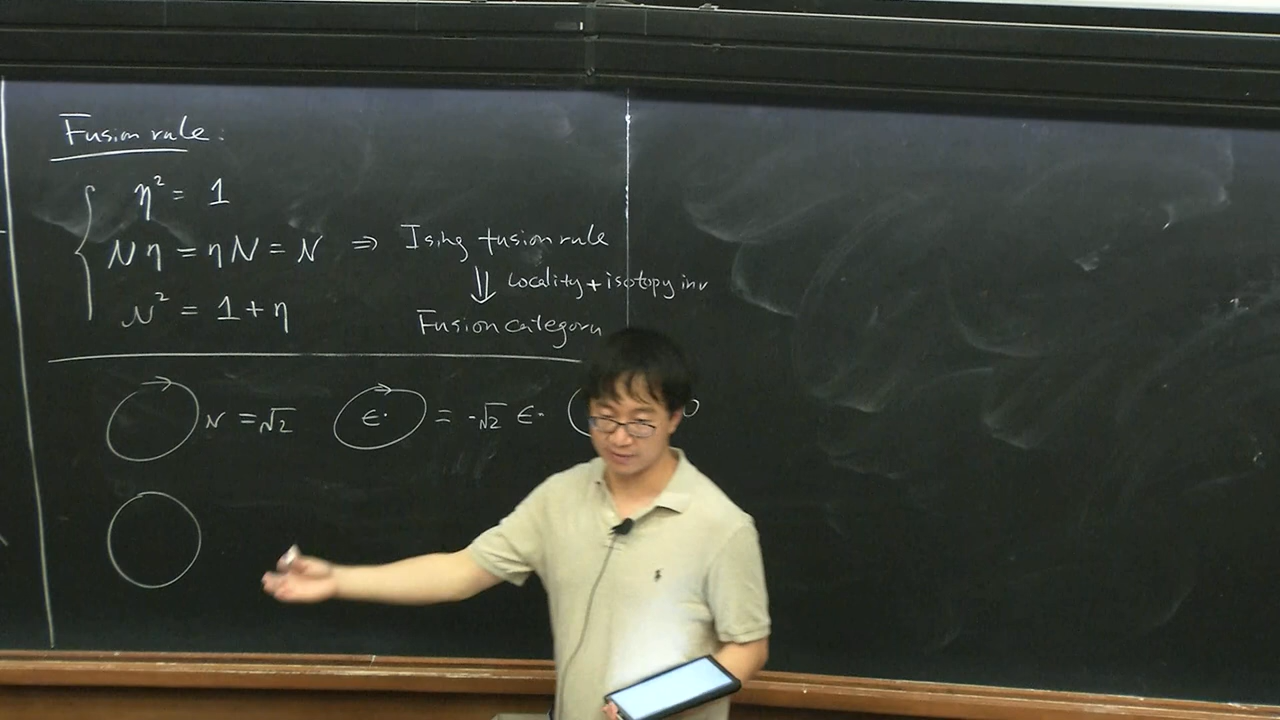 Fusion rule:
η² = 1
Nη = ηN = N ⇒ Ising fusion rule
⇓ locality + isotopy inv
N² = 1 + η
Fusion category
N = √2
ϵ· = -√2 ϵ·